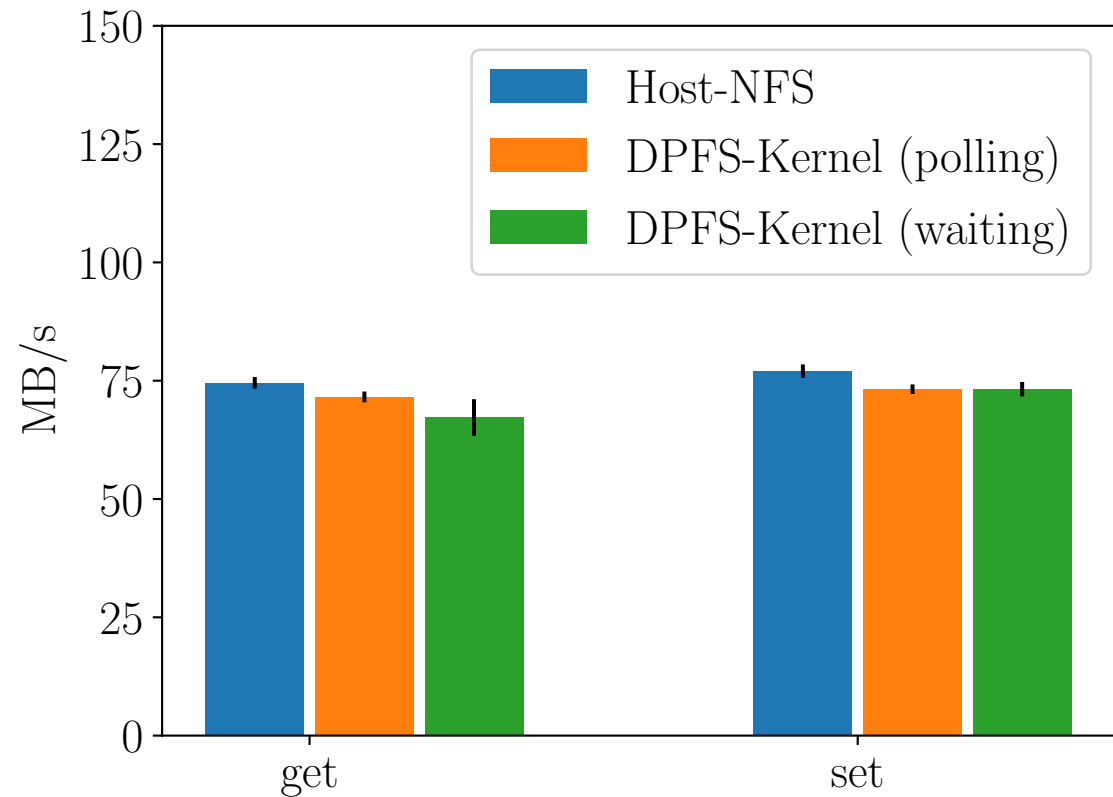 150
125
100
75
50
25
0
MB/s
Host-NFS
DPFS-Kernel (polling)
DPFS-Kernel (waiting)
get
set